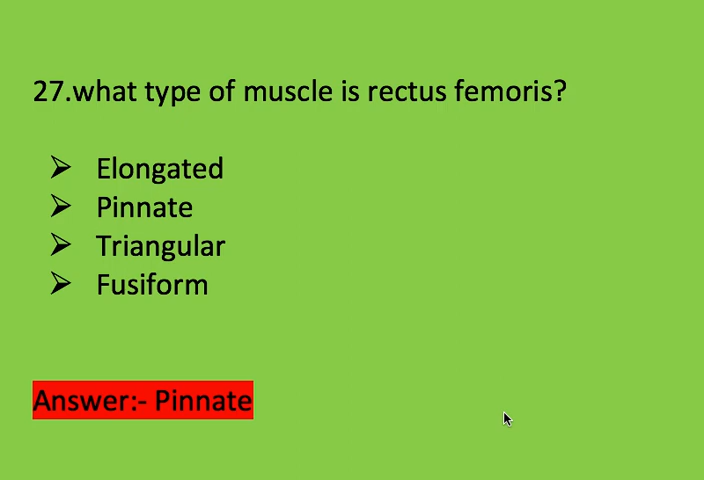 27.what type of muscle is rectus femoris?
➢ Elongated
➢ Pinnate
➢ Triangular
➢ Fusiform
Answer:- Pinnate